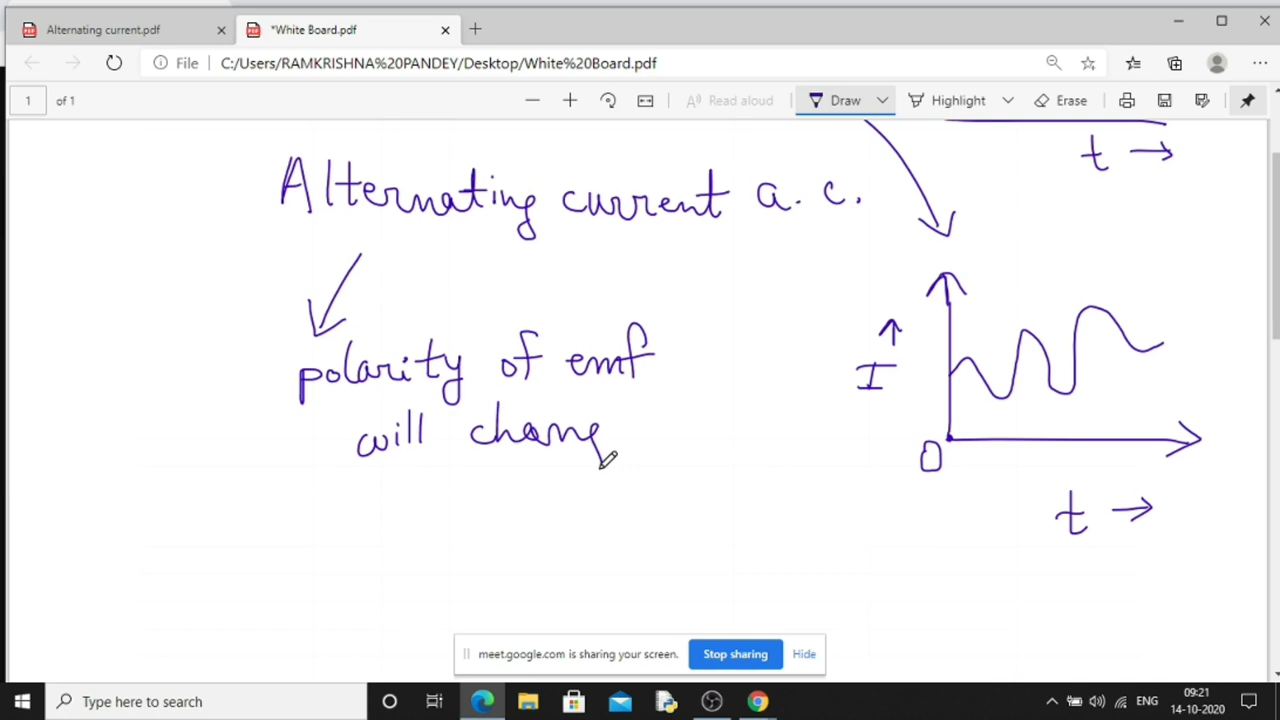 Alternating current.pdf
*White Board.pdf
File
C:/Users/RAMKRISHNA%20PANDEY/Desktop/White%20Board.pdf
1 of 1
Read aloud
Draw
Highlight
Erase
t →
Alternating current a.c.
I
O
t →
polarity of emf
will chang
meet.google.com is sharing your screen.
Stop sharing
Hide
Type here to search
ENG
09:21
14-10-2020